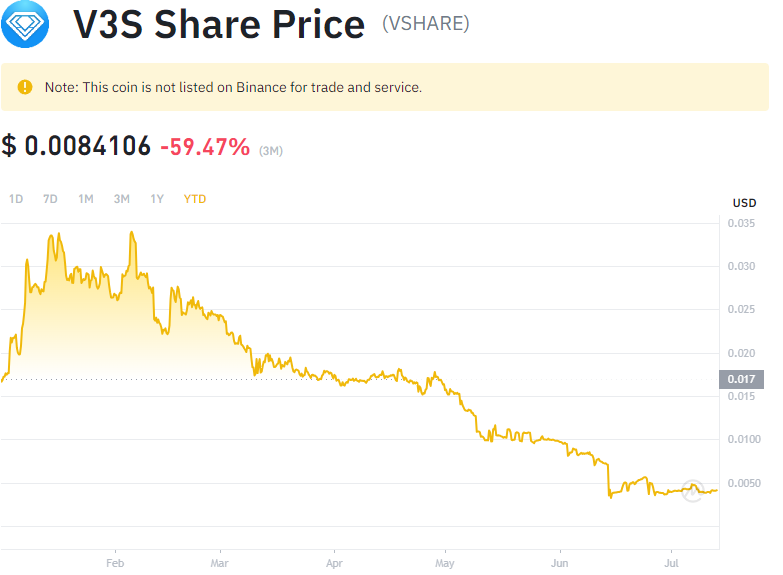 V3S Share Price (VSHARE)
Note: This coin is not listed on Binance for trade and service.
$ 0.0084106 -59.47% (3M)
1D 7D 1M 3M 1Y YTD
USD
0.035
0.030
0.025
0.020
0.017
0.015
0.0100
0.0050
Feb Mar Apr May Jun Jul